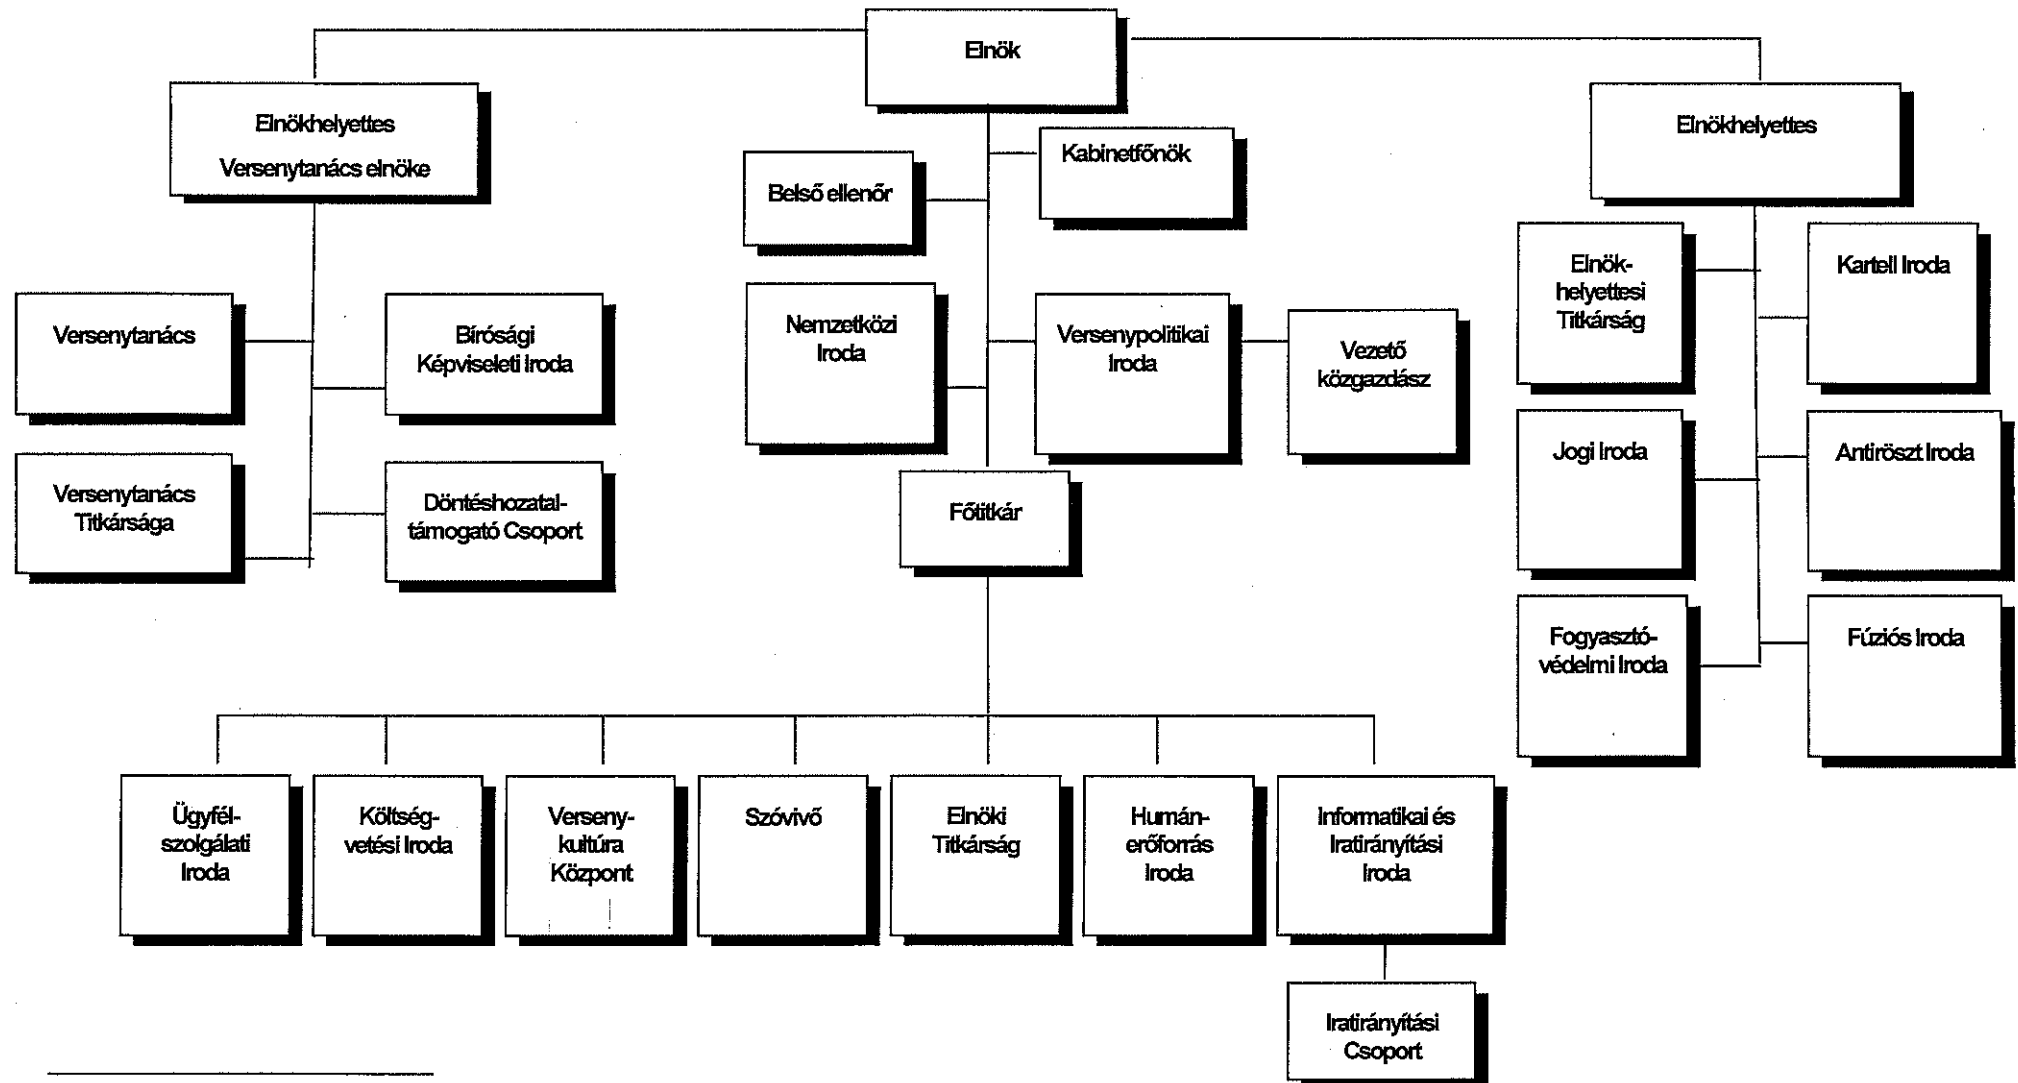 Elnök
Elnökhelyettes
Versenytanács elnöke
Elnökhelyettes
Kabinetfőnök
Belső ellenőr
Versenytanács
Bírósági
Képviseleti Iroda
Versenytanács
Titkársága
Döntéshozatal-
támogató Csoport
Nemzetközi
Iroda
Versenypolitikai
Iroda
Vezető
közgazdász
Főtitkár
Elnök-
helyettesi
Titkárság
Kartell Iroda
Jogi Iroda
Antiröszt Iroda
Fogyasztó-
védelmi Iroda
Fúziós Iroda
Ügyfél-
szolgálati
Iroda
Költség-
vetési Iroda
Verseny-
kultúra
Központ
Szóvivő
Elnöki
Titkárság
Humán-
erőforrás
Iroda
Informatikai és
Iratirányítási
Iroda
Iratirányítási
Csoport